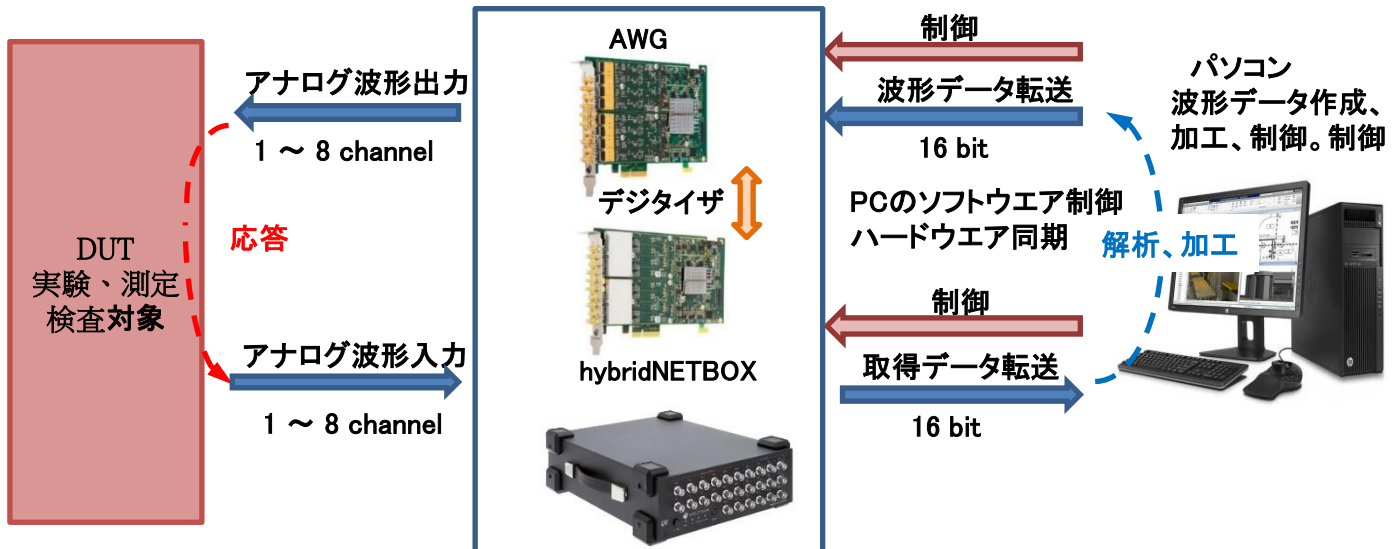 AWG
アナログ波形出力
1 ～ 8 channel
制御
波形データ転送
16 bit
パソコン
波形データ作成、
加工、制御。制御
デジタイザ
PCのソフトウエア制御
ハードウエア同期
応答
解析、加工
DUT
実験、測定
検査対象
制御
アナログ波形入力
1 ～ 8 channel
hybridNETBOX
取得データ転送
16 bit